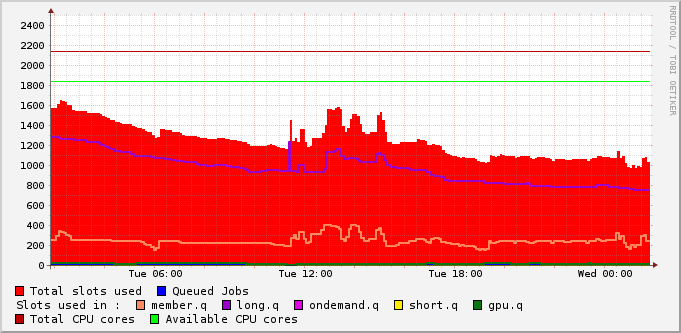 2400
2200
2000
1800
1600
1400
1200
1000
800
600
400
200
0
Tue 06:00 Tue 12:00 Tue 18:00 Wed 00:00
RRDTOOL / TOBI OETIKER
Total slots used Queued Jobs
Slots used in : member.q long.q ondemand.q short.q gpu.q
Total CPU cores Available CPU cores